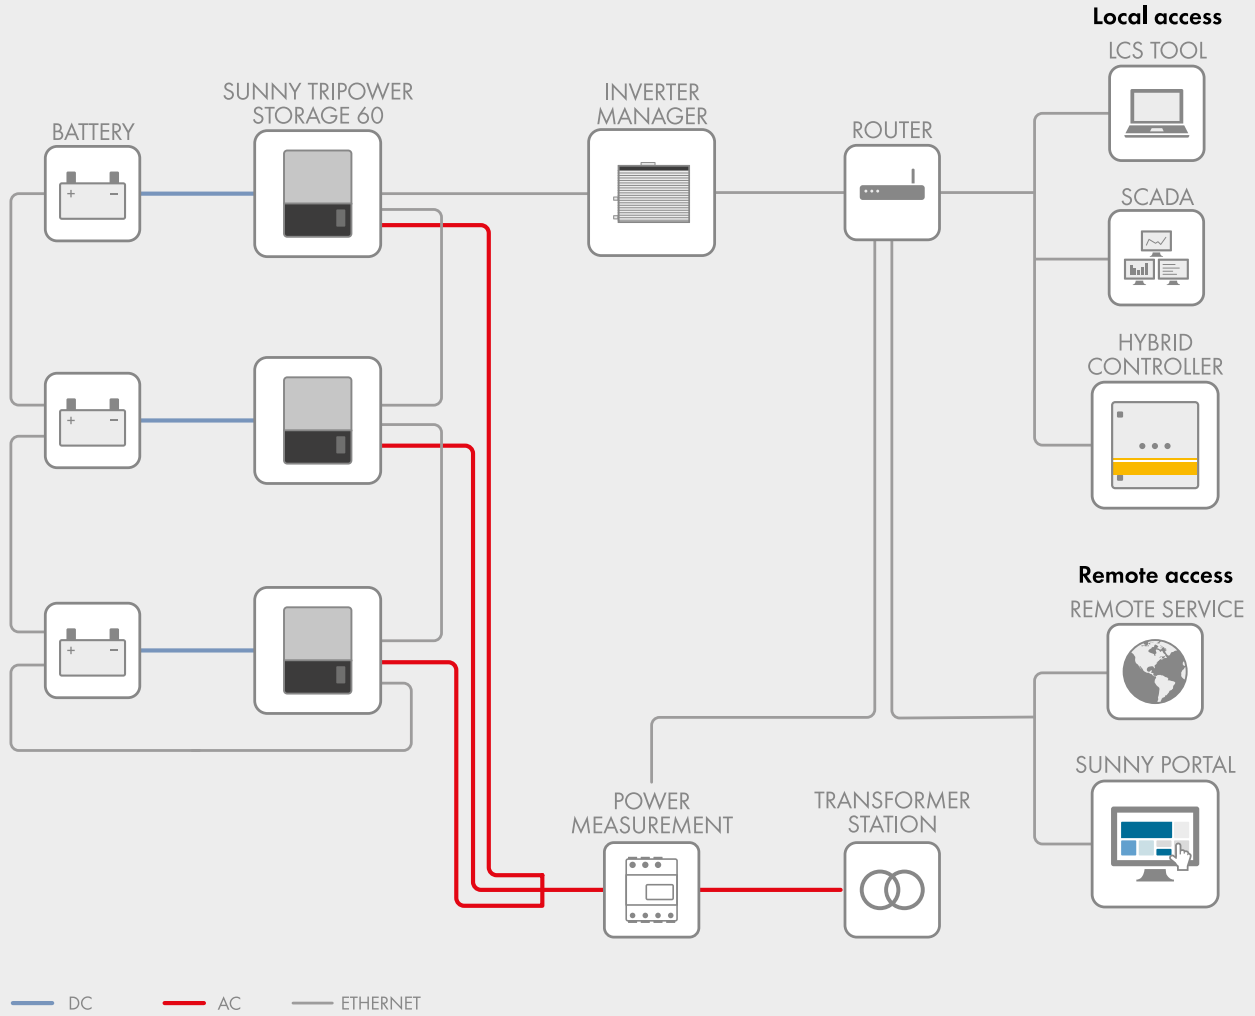 Local access
LCS TOOL
SUNNY TRIPOWER
STORAGE 60
INVERTER
MANAGER
BATTERY
ROUTER
SCADA
HYBRID
CONTROLLER
Remote access
REMOTE SERVICE
SUNNY PORTAL
POWER
MEASUREMENT
TRANSFORMER
STATION
DC
AC
ETHERNET